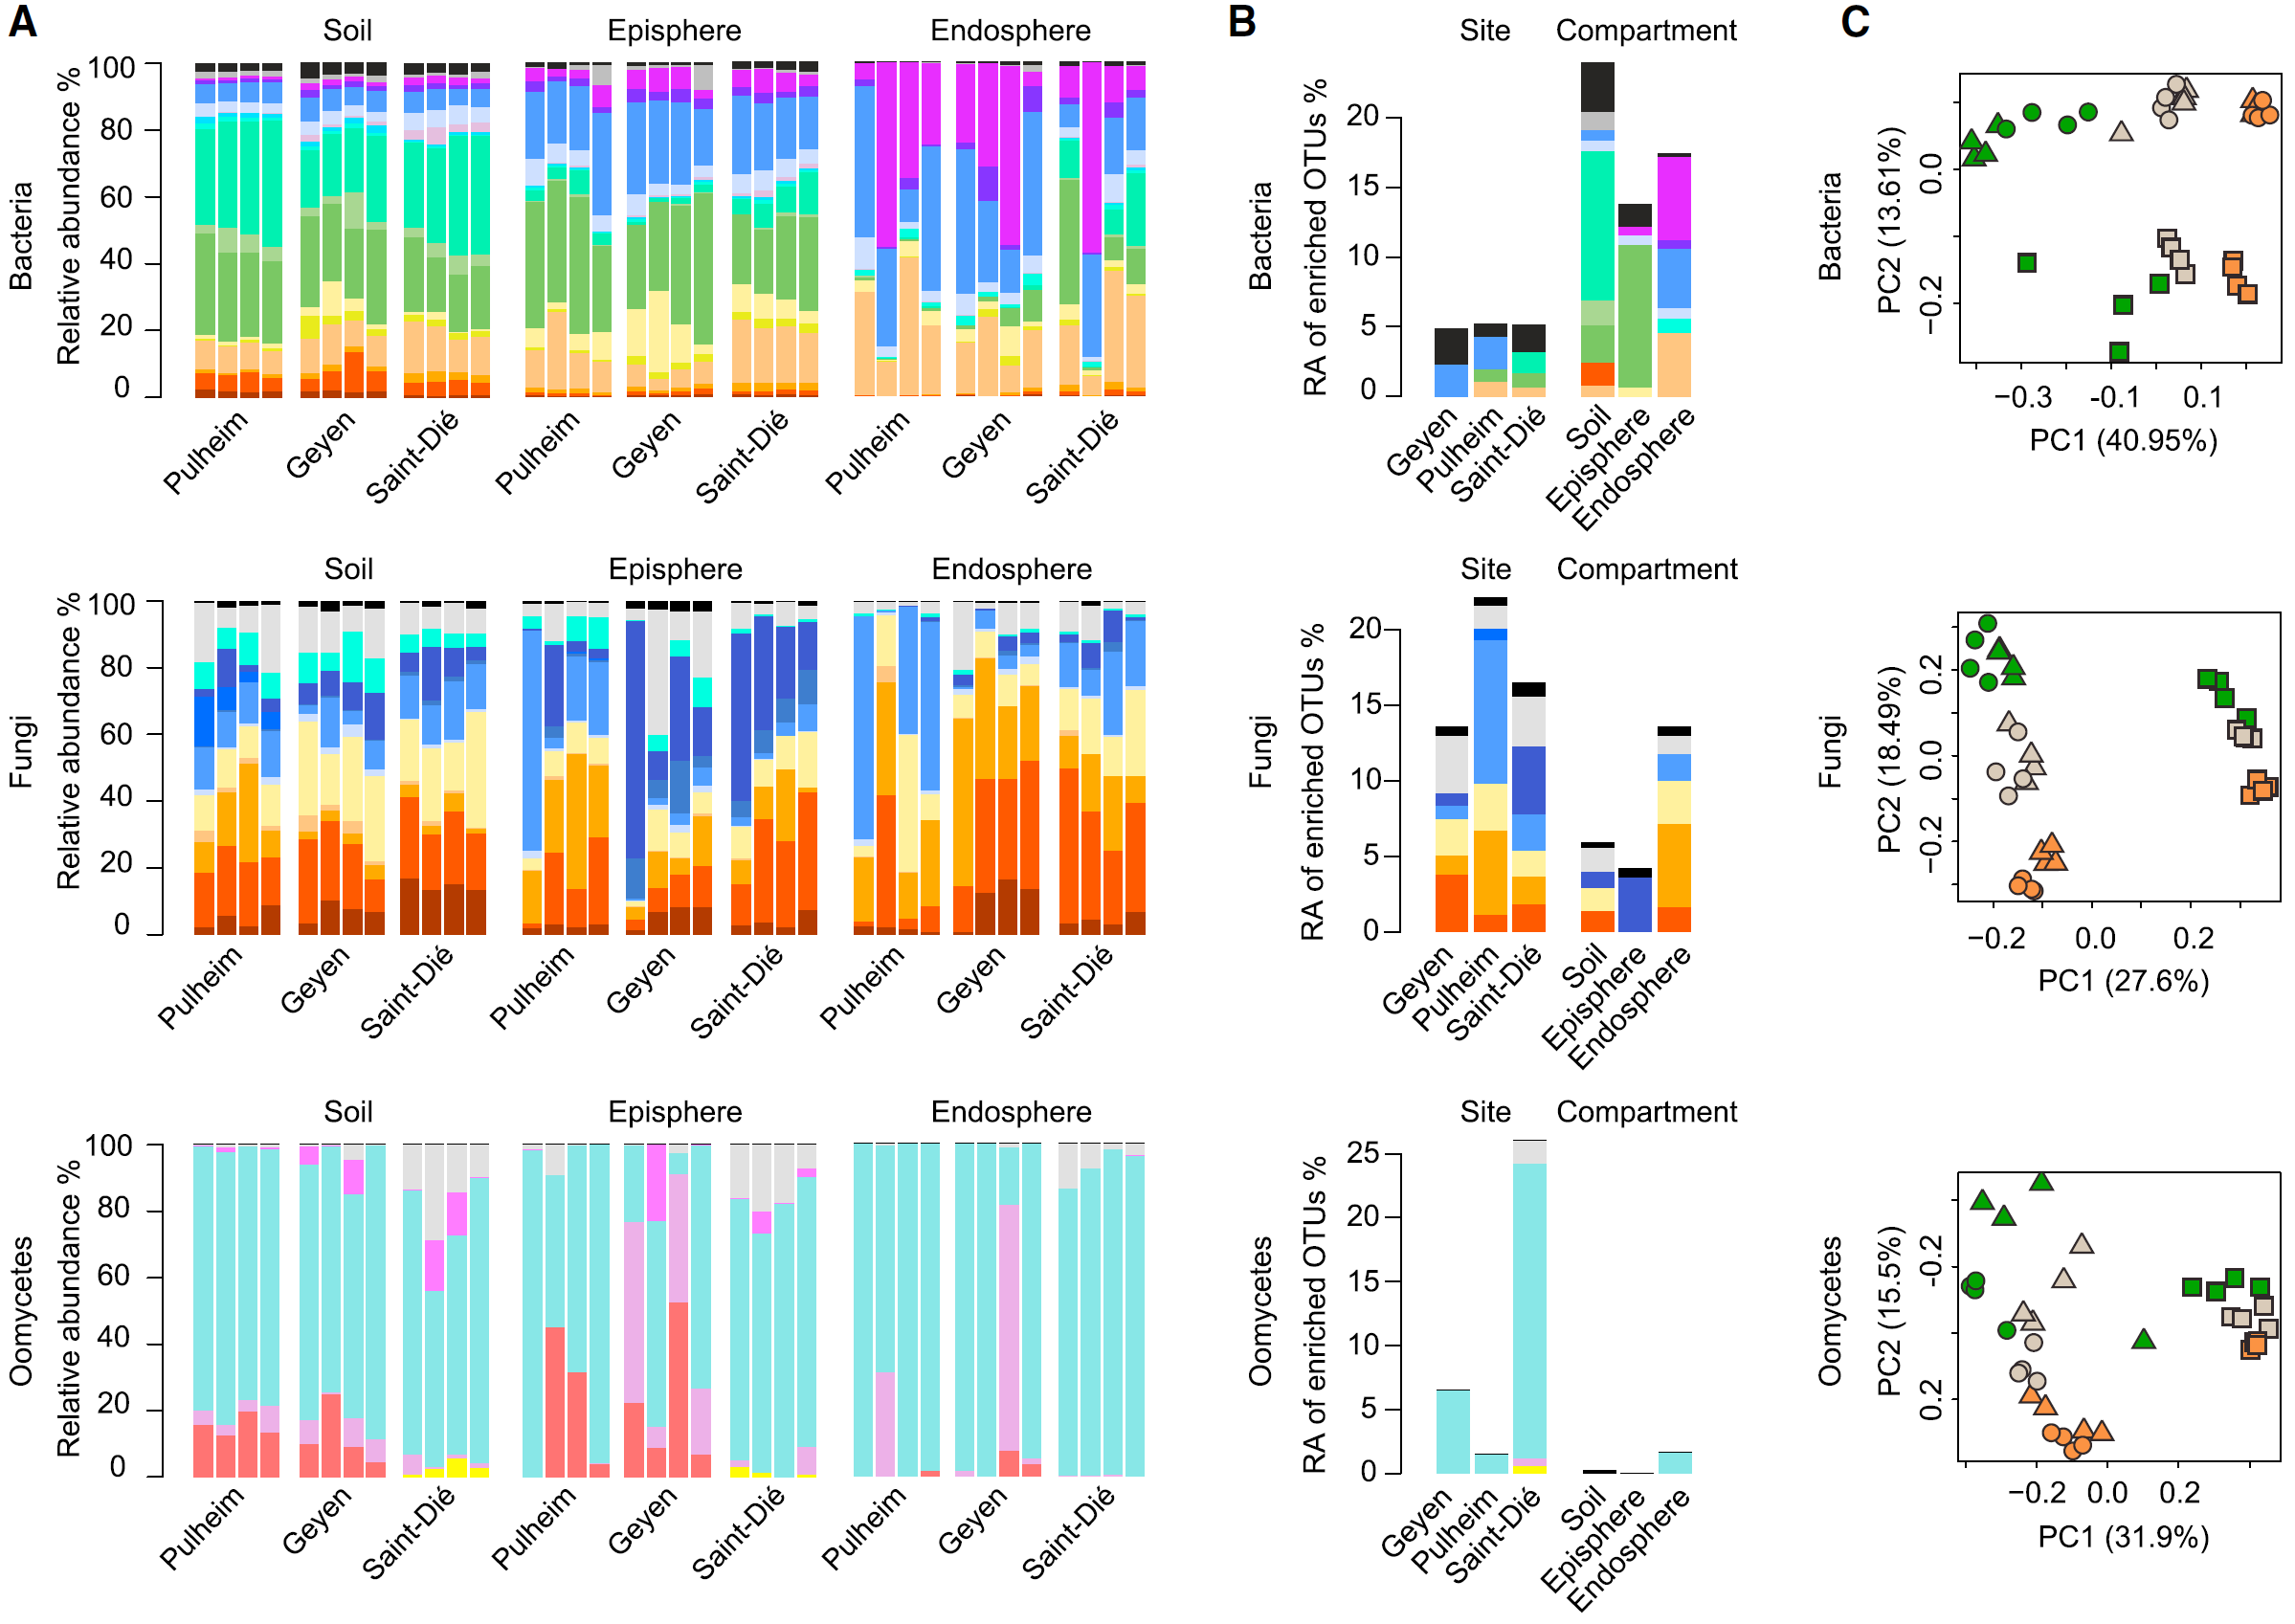 A
B
C
Soil
Episphere
Endosphere
Site
Compartment
Bacteria
Relative abundance %
100
80
60
40
20
0
Pulheim
Geyen
Saint-Dié
Pulheim
Geyen
Saint-Dié
Pulheim
Geyen
Saint-Dié
Bacteria
RA of enriched OTUs %
20
15
10
5
0
Geyen
Pulheim
Saint-Dié
Soil
Episphere
Endosphere
Bacteria
PC2 (13.61%)
0.0
−0.2
−0.3
-0.1
0.1
PC1 (40.95%)
Soil
Episphere
Endosphere
Site
Compartment
Fungi
Relative abundance %
100
80
60
40
20
0
Pulheim
Geyen
Saint-Dié
Pulheim
Geyen
Saint-Dié
Pulheim
Geyen
Saint-Dié
Fungi
RA of enriched OTUs %
20
15
10
5
0
Geyen
Pulheim
Saint-Dié
Soil
Episphere
Endosphere
Fungi
PC2 (18.49%)
0.2
0.0
−0.2
−0.2
0.0
0.2
PC1 (27.6%)
Soil
Episphere
Endosphere
Site
Compartment
Oomycetes
Relative abundance %
100
80
60
40
20
0
Pulheim
Geyen
Saint-Dié
Pulheim
Geyen
Saint-Dié
Pulheim
Geyen
Saint-Dié
Oomycetes
RA of enriched OTUs %
25
20
15
10
5
0
Geyen
Pulheim
Saint-Dié
Soil
Episphere
Endosphere
Oomycetes
PC2 (15.5%)
-0.2
0.2
−0.2
0.0
0.2
PC1 (31.9%)